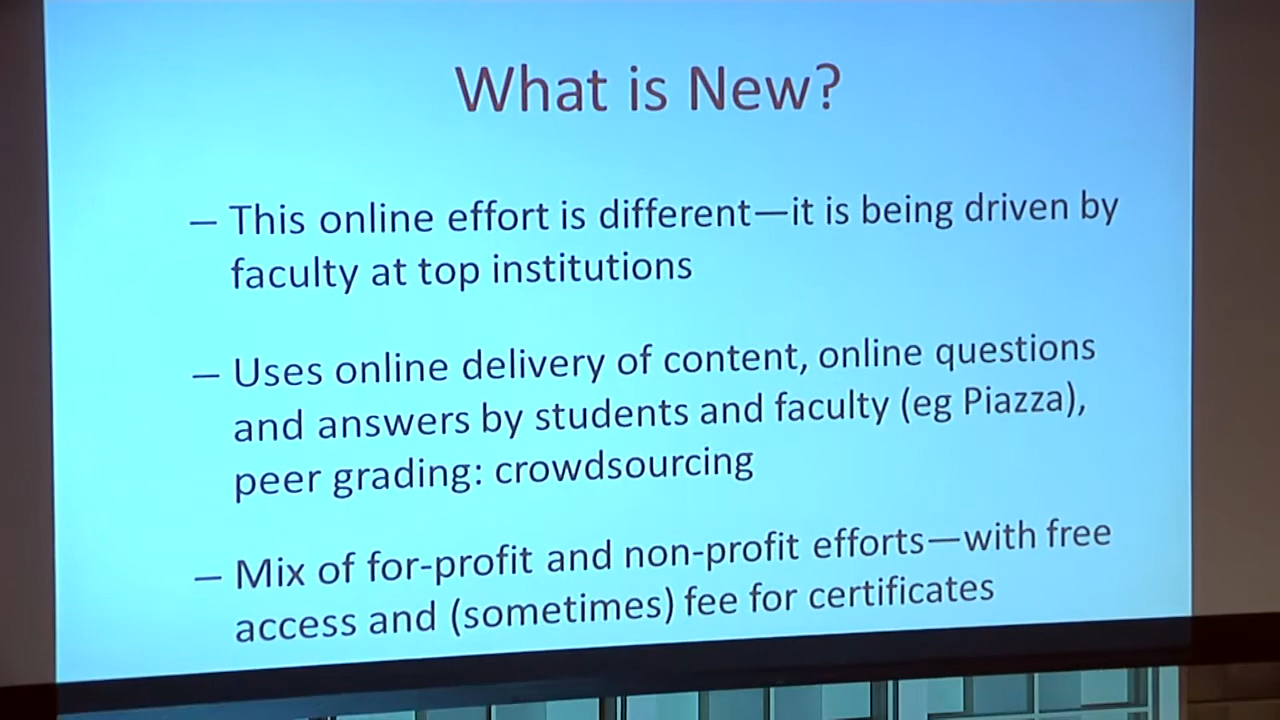 What is New?
– This online effort is different—it is being driven by
faculty at top institutions
– Uses online delivery of content, online questions
and answers by students and faculty (eg Piazza),
peer grading: crowdsourcing
– Mix of for-profit and non-profit efforts—with free
access and (sometimes) fee for certificates